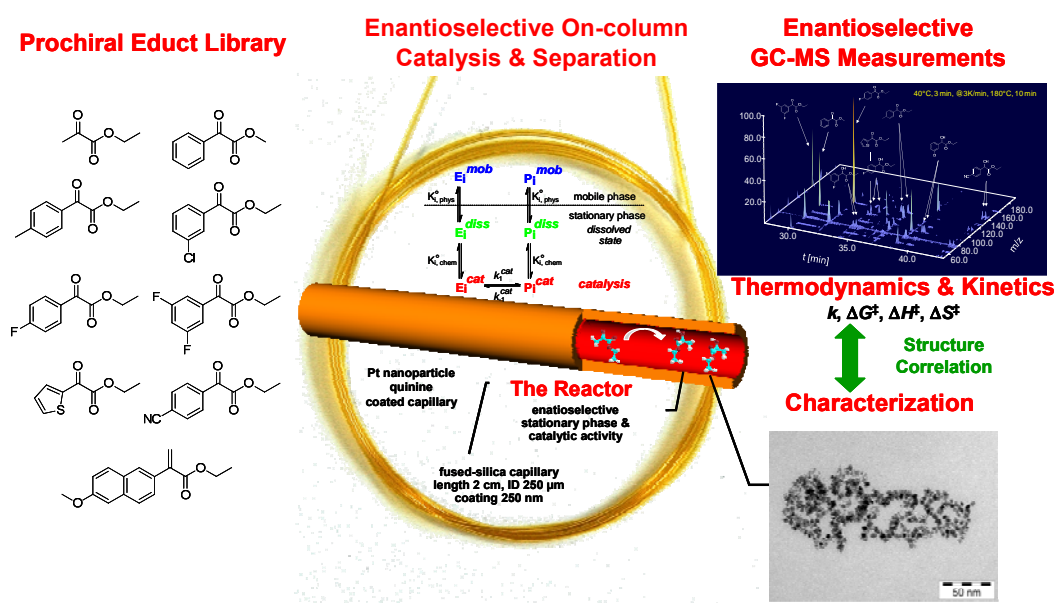 Prochiral Educt Library
O
O
O
O
O
O
O
O
O
O
O
O
Cl
O
O
O
F
O
O
O
F
F
O
O
O
S
O
O
O
NC
O
O
O
Enantioselective On-column
Catalysis & Separation
Ei mob
Pi mob
K°i, phys
K°i, phys
mobile phase
stationary phase
dissolved
state
Ei diss
Pi diss
K°i, chem
K°i, chem
Ei cat
k1 cat
Pi cat
catalysis
Pt nanoparticle
quinine
coated capillary
The Reactor
enatioselective
stationary phase &
catalytic activity
fused-silica capillary
length 2 cm, ID 250 µm
coating 250 nm
Enantioselective
GC-MS Measurements
40°C, 3 min, @3K/min, 180°C, 10 min
100.0
80.0
60.0
40.0
20.0
30.0
35.0
40.0
t [min]
60.0
80.0
100.0
120.0
140.0
160.0
180.0
m/z
Thermodynamics & Kinetics
k, ΔG‡, ΔH‡, ΔS‡
Structure
Correlation
Characterization
50 nm